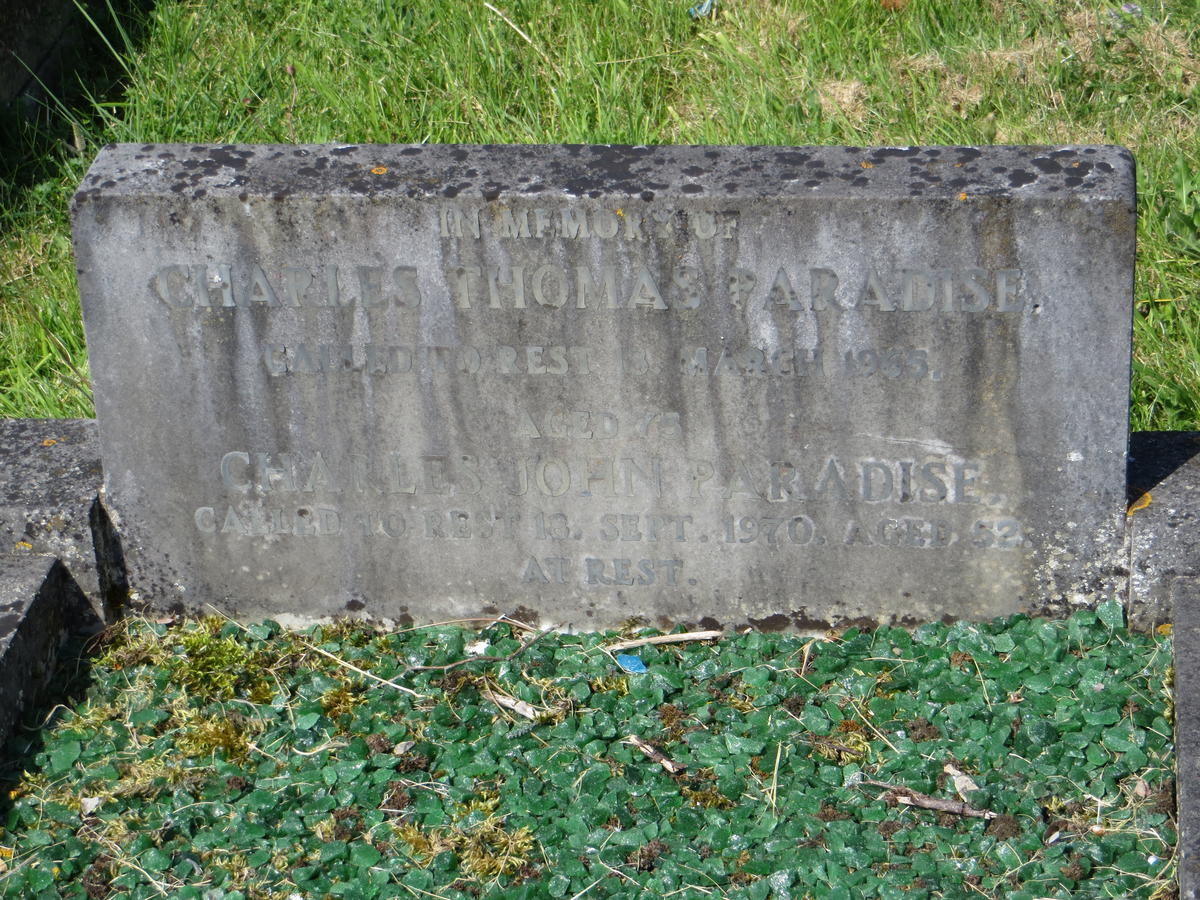 IN MEMORY OF
CHARLES THOMAS PARADISE.
CALLED TO REST MARCH
AGED
CHARLES JOHN PARADISE.
CALLED TO REST 13. SEPT. 1970. AGED 62.
AT REST.